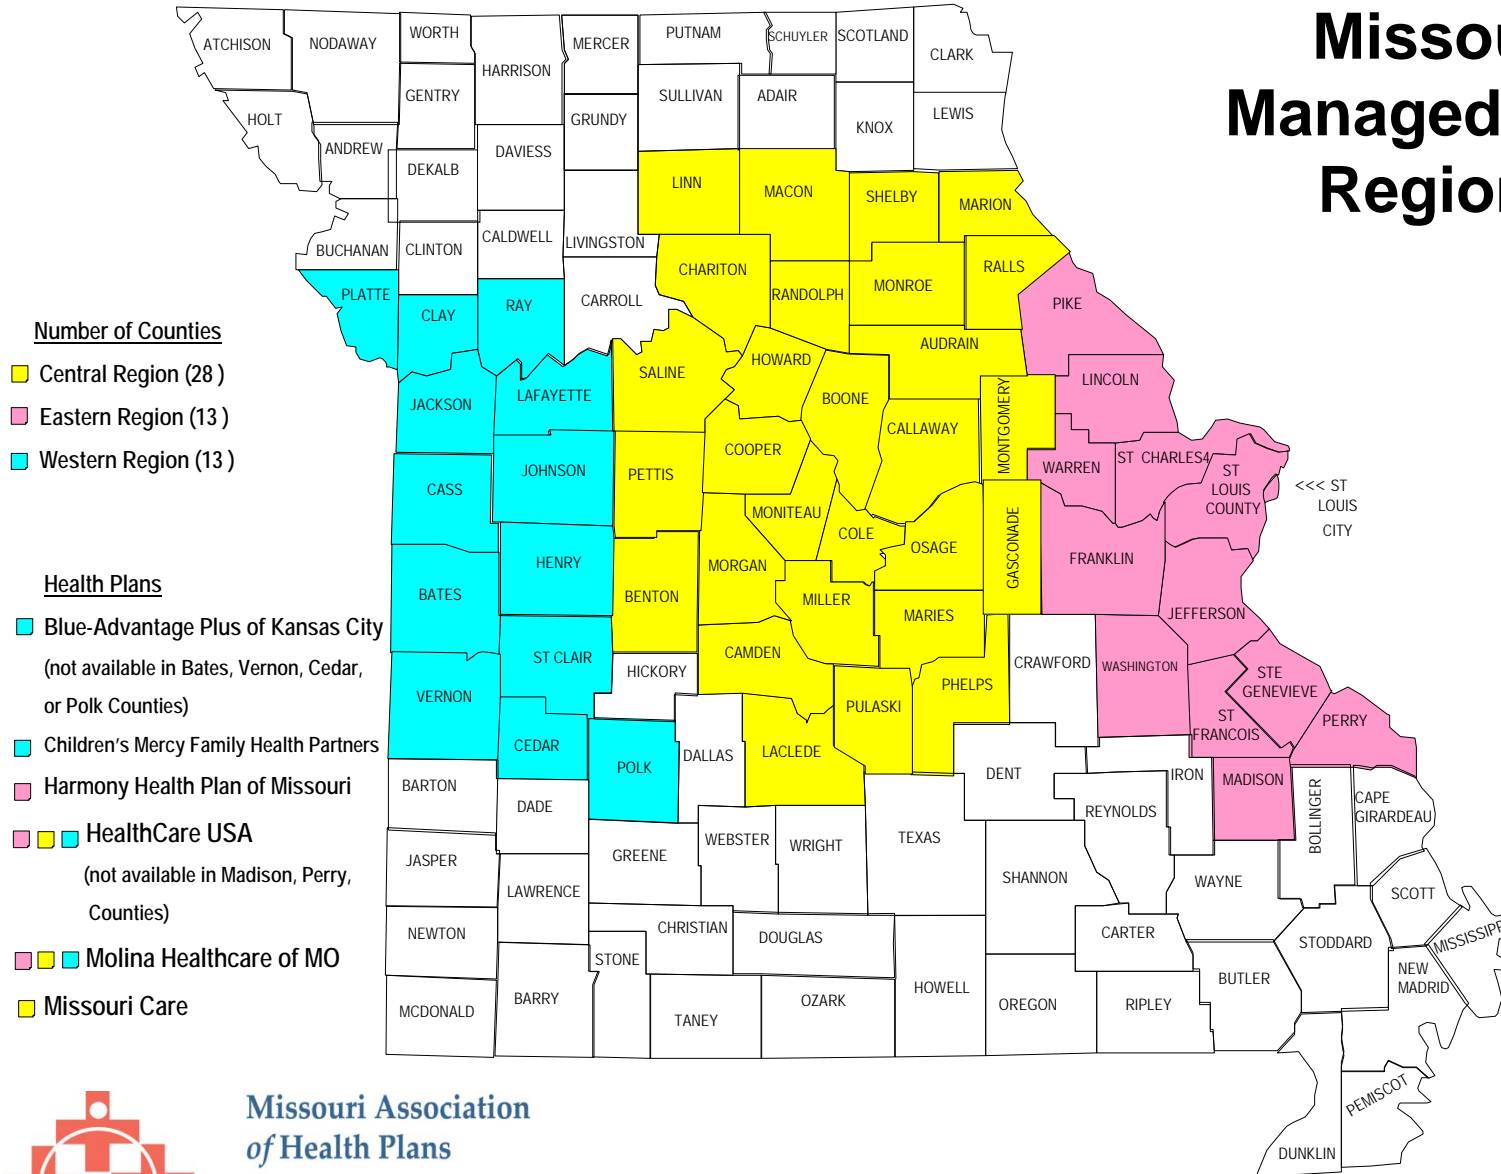 Missou
Managed
Region
ATCHISON
NODAWAY
WORTH
HARRISON
MERCER
PUTNAM
SCHUYLER
SCOTLAND
CLARK
HOLT
GENTRY
SULLIVAN
ADAIR
KNOX
LEWIS
ANDREW
DEKALB
DAVIESS
GRUNDY
BUCHANAN
CLINTON
CALDWELL
LIVINGSTON
LINN
MACON
SHELBY
MARION
PLATTE
CLAY
RAY
CARROLL
CHARITON
RANDOLPH
MONROE
RALLS
PIKE
Number of Counties
Central Region (28 )
Eastern Region (13 )
Western Region (13 )
JACKSON
LAFAYETTE
SALINE
HOWARD
BOONE
AUDRAIN
CALLAWAY
MONTGOMERY
LINCOLN
WARREN
ST CHARLES4
ST
LOUIS
COUNTY
<<< ST
LOUIS
CITY
CASS
JOHNSON
PETTIS
COOPER
MONITEAU
COLE
OSAGE
GASCONADE
FRANKLIN
JEFFERSON
BATES
HENRY
BENTON
MORGAN
MILLER
MARIES
Health Plans
Blue-Advantage Plus of Kansas City
(not available in Bates, Vernon, Cedar,
or Polk Counties)
Children's Mercy Family Health Partners
Harmony Health Plan of Missouri
HealthCare USA
(not available in Madison, Perry,
Counties)
Molina Healthcare of MO
Missouri Care
VERNON
ST CLAIR
HICKORY
CAMDEN
PULASKI
PHELPS
CRAWFORD
WASHINGTON
STE
GENEVIEVE
ST
FRANCOIS
PERRY
CEDAR
POLK
DALLAS
LACLEDE
DENT
IRON
MADISON
BOLLINGER
CAPE
GIRARDEAU
BARTON
DADE
GREENE
WEBSTER
WRIGHT
TEXAS
REYNOLDS
JASPER
LAWRENCE
SHANNON
WAYNE
SCOTT
NEWTON
CHRISTIAN
DOUGLAS
CARTER
STODDARD
MISSISSIPP
STONE
BUTLER
NEW
MADRID
MCDONALD
BARRY
TANEY
OZARK
HOWELL
OREGON
RIPLEY
PEMISCOT
DUNKLIN
Missouri Association
of Health Plans